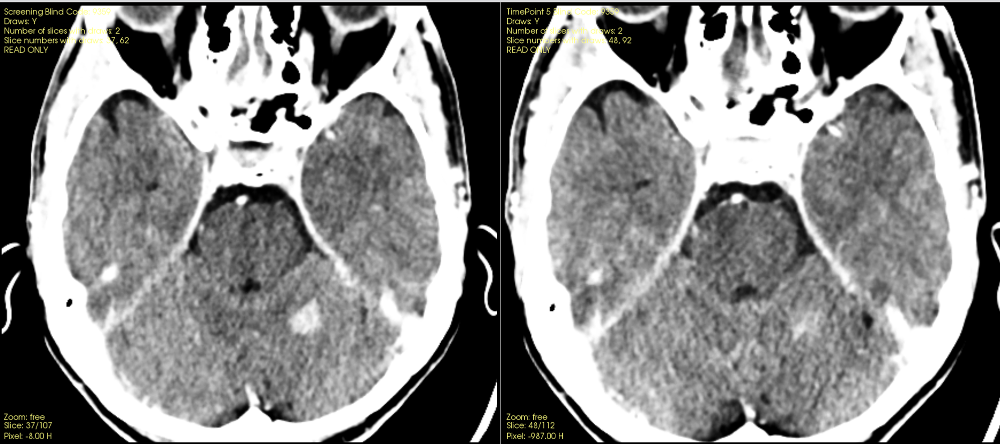 Screening Blind Code: 9359
Draws: Y
Number of slices with draws: 2
Slice numbers with draws: 37, 62
READ ONLY
Zoom: free
Slice: 37/107
Pixel: -8.00 H
TimePoint 5 Blind Code: 9359
Draws: Y
Number of slices with draws: 2
Slice numbers with draws: 48, 92
READ ONLY
Zoom: free
Slice: 48/112
Pixel: -987.00 H